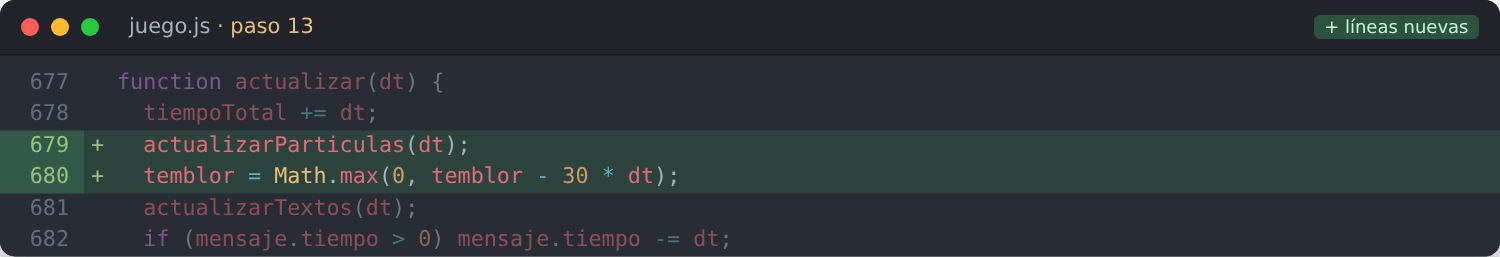 juego.js · paso 13
+ líneas nuevas
677 function actualizar(dt) {
678 tiempoTotal += dt;
679 + actualizarParticulas(dt);
680 + temblor = Math.max(0, temblor - 30 * dt);
681 actualizarTextos(dt);
682 if (mensaje.tiempo > 0) mensaje.tiempo -= dt;